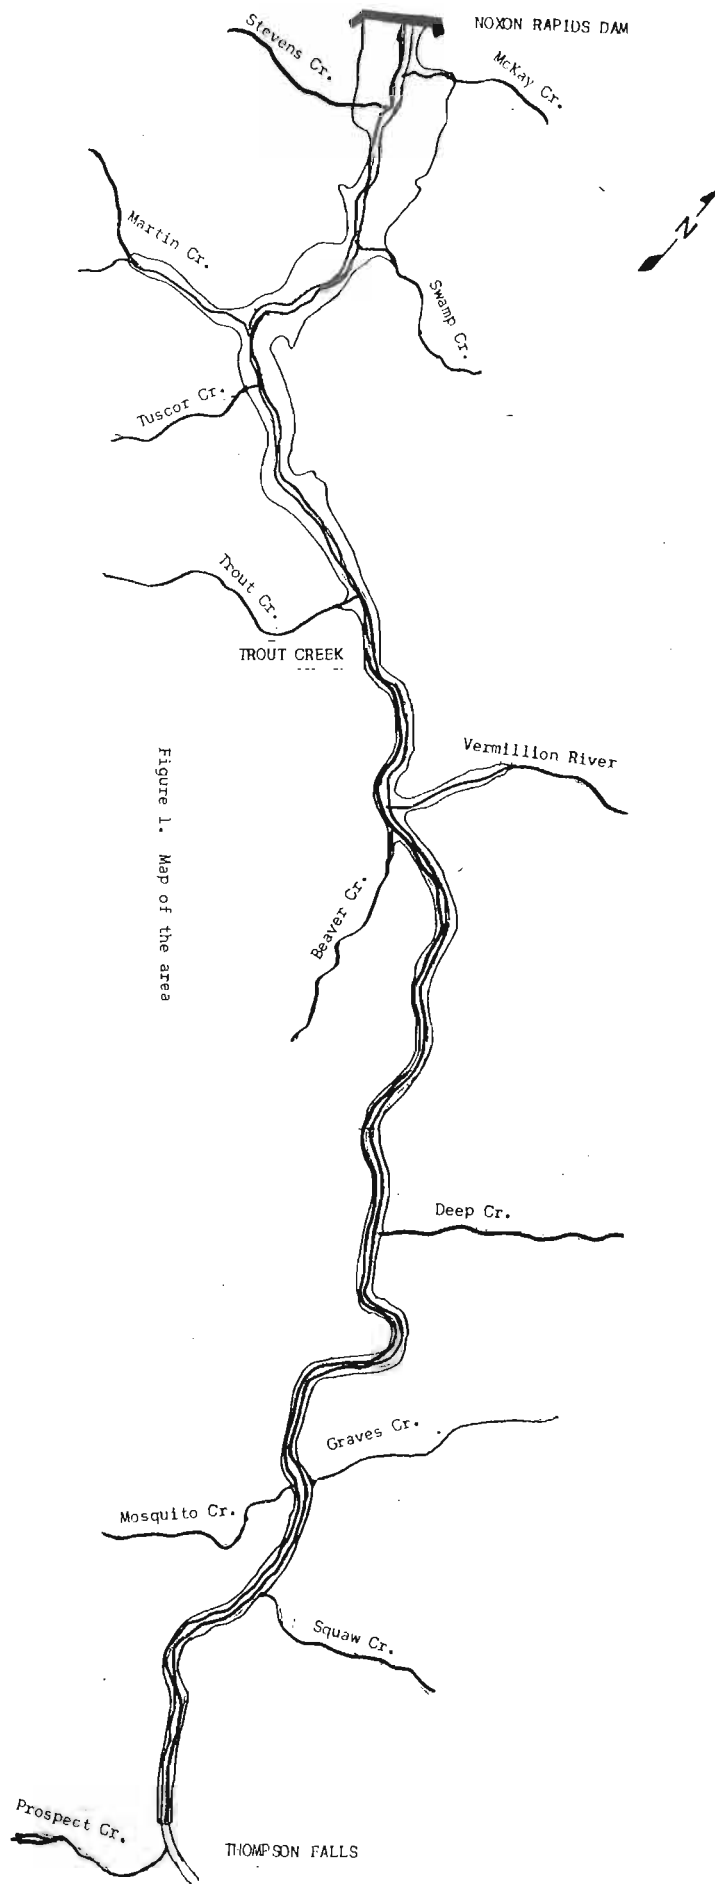 NOXON RAPIDS DAM
Stevens Cr.
McKay Cr.
N
Martin Cr.
Swamp Cr.
Tuscor Cr.
Trout Cr.
TROUT CREEK
Vermillion River
Figure 1. Map of the area
Beaver Cr.
Deep Cr.
Graves Cr.
Mosquito Cr.
Squaw Cr.
Prospect Cr.
THOMPSON FALLS